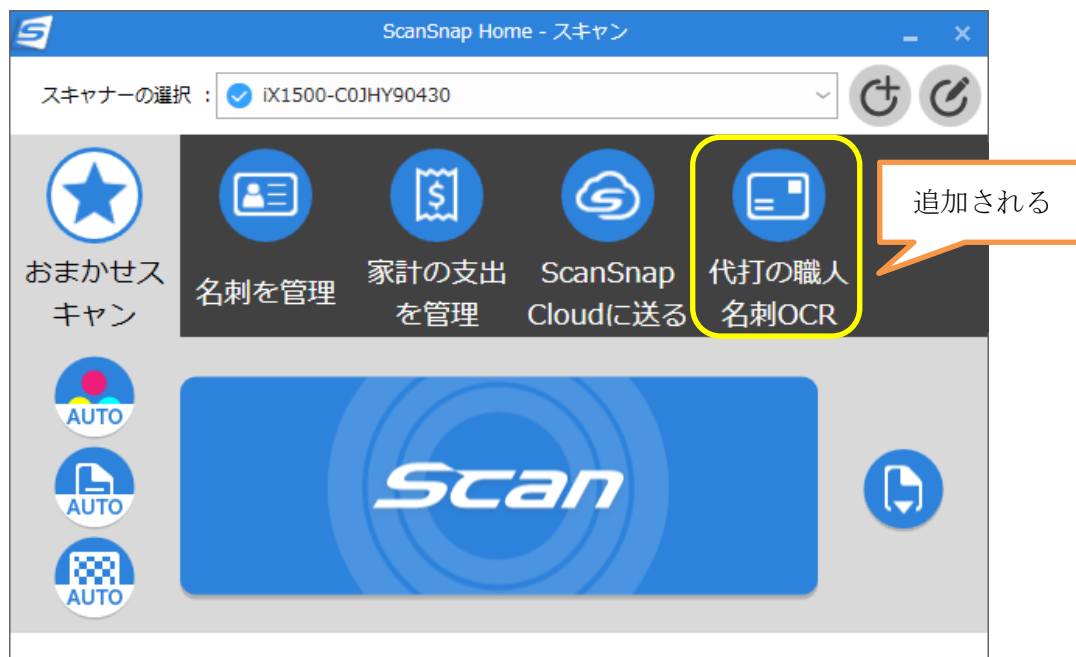 ScanSnap Home - スキャン
スキャナーの選択 : iX1500-C0JHY90430
おまかせス
キャン
名刺を管理
家計の支出
を管理
ScanSnap
Cloudに送る
代打の職人
名刺OCR
追加される
AUTO
AUTO
AUTO
Scan